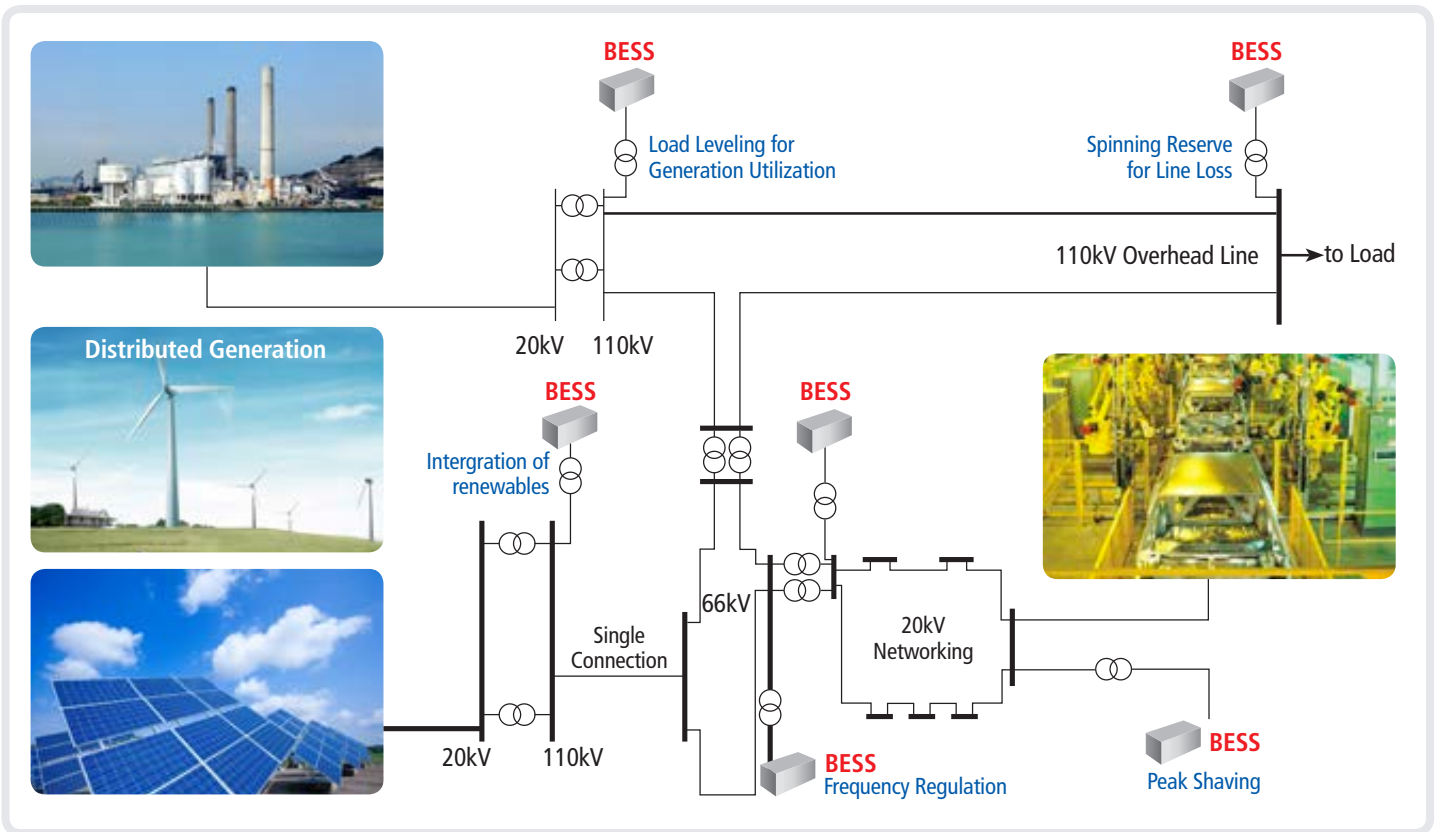 BESS
BESS
Load Leveling for
Generation Utilization
Spinning Reserve
for Line Loss
110kV Overhead Line
to Load
20kV
110kV
Distributed Generation
BESS
BESS
Intergration of
renewables
66kV
Single
Connection
20kV
Networking
20kV
110kV
BESS
Frequency Regulation
BESS
Peak Shaving